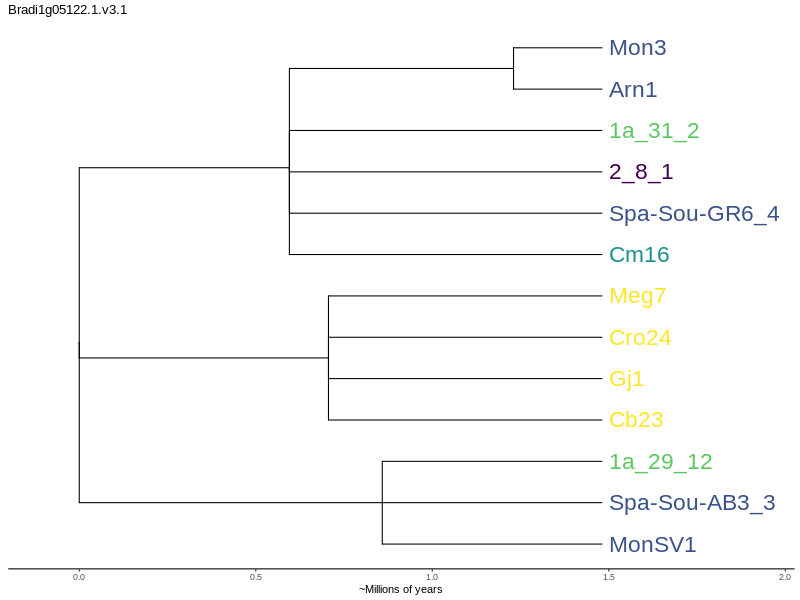 Bradi1g05122.1.v3.1
Mon3
Arn1
1a_31_2
2_8_1
Spa-Sou-GR6_4
Cm16
Meg7
Cro24
Gj1
Cb23
1a_29_12
Spa-Sou-AB3_3
MonSV1
0.0 0.5 1.0 1.5 2.0
~Millions of years